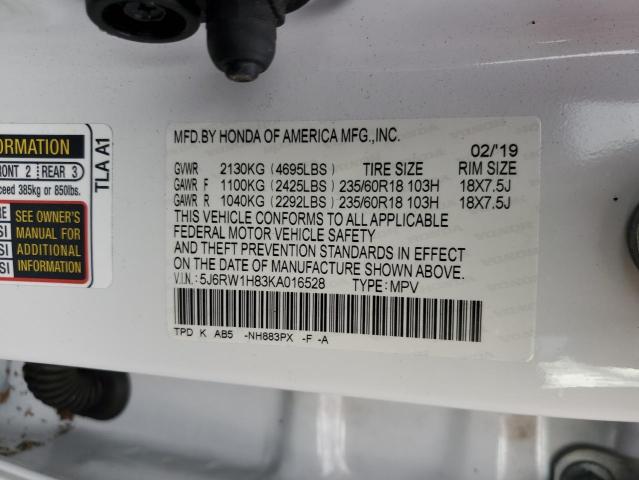 ORMATION
RONT 2 REAR 3
ceed 385kg or 850lbs.
SEE OWNER'S
MANUAL FOR
ADDITIONAL
INFORMATION
TLA A1
MFD.BY HONDA OF AMERICA MFG.,INC. 02/'19
GVWR 2130KG (4695LBS) TIRE SIZE RIM SIZE
GAWR F 1100KG (2425LBS) 235/60R18 103H 18X7.5J
GAWR R 1040KG (2292LBS) 235/60R18 103H 18X7.5J
THIS VEHICLE CONFORMS TO ALL APPLICABLE
FEDERAL MOTOR VEHICLE SAFETY
AND THEFT PREVENTION STANDARDS IN EFFECT
ON THE DATE OF MANUFACTURE SHOWN ABOVE.
V.I.N.: 5J6RW1H83KA016528 TYPE: MPV
TPD K AB5 -NH883PX -F -A